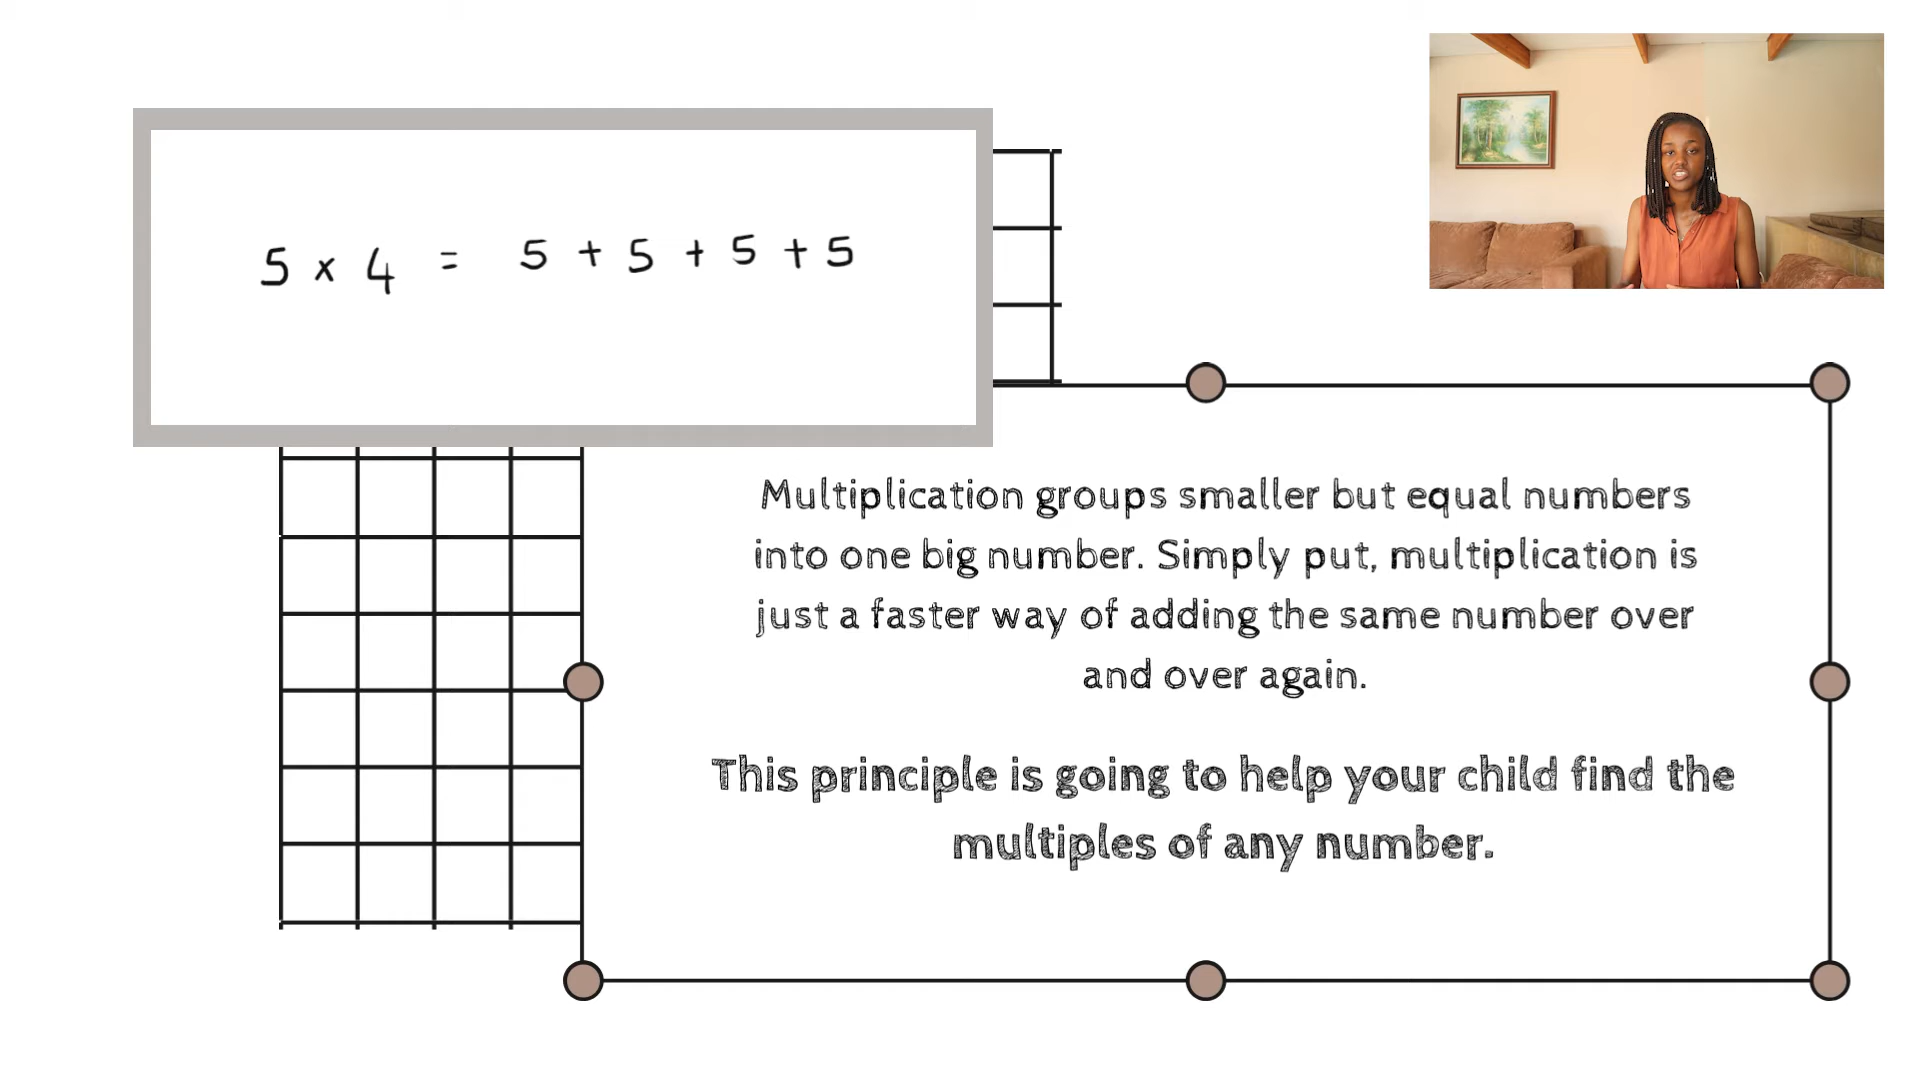 5 x 4 = 5 + 5 + 5 + 5
Multiplication groups smaller but equal numbers
into one big number. Simply put, multiplication is
just a faster way of adding the same number over
and over again.
This principle is going to help your child find the
multiples of any number.